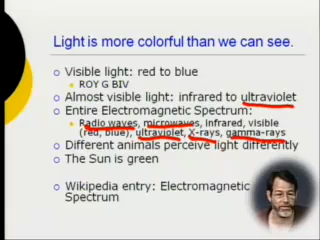 Light is more colorful than we can see.
Visible light: red to blue
ROY G BIV
Almost visible light: infrared to ultraviolet
Entire Electromagnetic Spectrum:
Radio waves, microwaves, infrared, visible
(red, blue), ultraviolet, X-rays, gamma-rays
Different animals perceive light differently
The Sun is green
Wikipedia entry: Electromagnetic
Spectrum